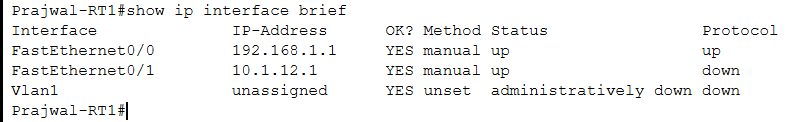 Prajwal-RT1#show ip interface brief
Interface              IP-Address      OK? Method Status                Protocol
FastEthernet0/0        192.168.1.1     YES manual up                    up
FastEthernet0/1        10.1.12.1       YES manual up                    down
Vlan1                  unassigned      YES unset  administratively down down
Prajwal-RT1#